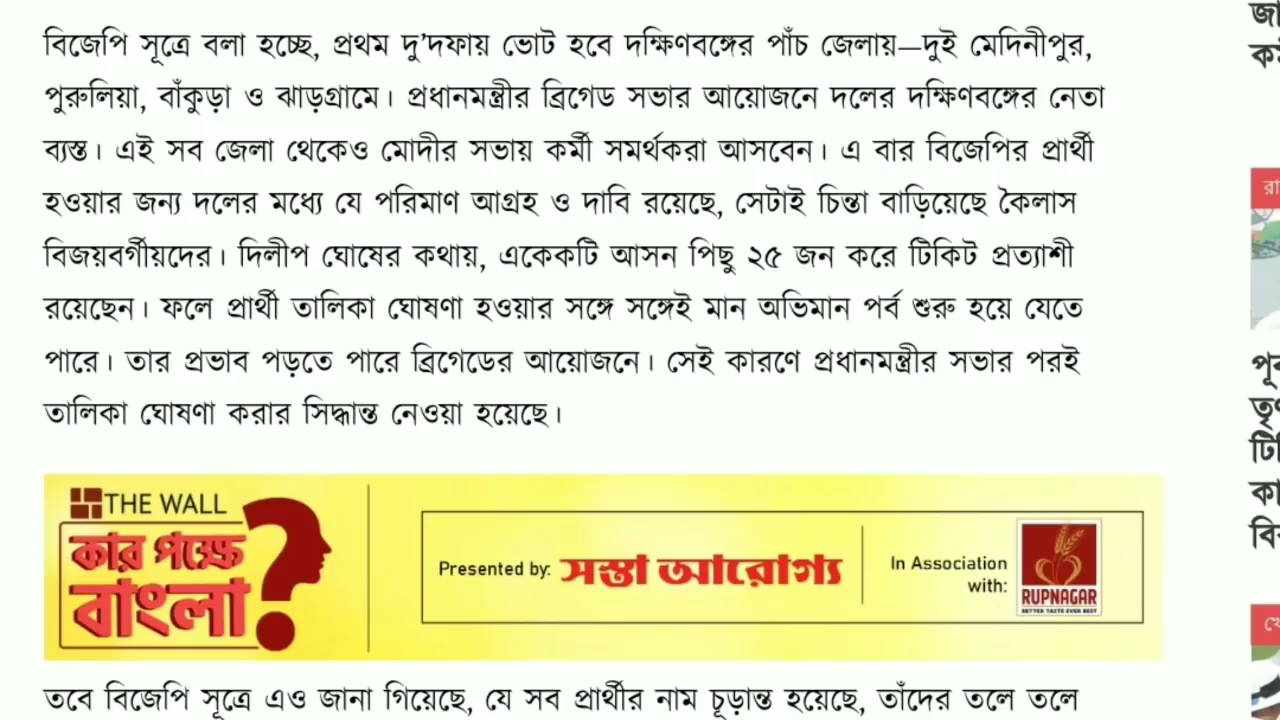 বিজেপি সূত্রে বলা হচ্ছে, প্রথম দু'দফায় ভোট হবে দক্ষিণবঙ্গের পাঁচ জেলায়—দুই মেদিনীপুর,
পুরুলিয়া, বাঁকুড়া ও ঝাড়গ্রামে। প্রধানমন্ত্রীর ব্রিগেড সভার আয়োজনে দলের দক্ষিণবঙ্গের নেতা
ব্যস্ত। এই সব জেলা থেকেও মোদীর সভায় কর্মী সমর্থকরা আসবেন। এ বার বিজেপির প্রার্থী
হওয়ার জন্য দলের মধ্যে যে পরিমাণ আগ্রহ ও দাবি রয়েছে, সেটাই চিন্তা বাড়িয়েছে কৈলাস
বিজয়বর্গীয়দের। দিলীপ ঘোষের কথায়, একেকটি আসন পিছু ২৫ জন করে টিকিট প্রত্যাশী
রয়েছেন। ফলে প্রার্থী তালিকা ঘোষণা হওয়ার সঙ্গে সঙ্গেই মান অভিমান পর্ব শুরু হয়ে যেতে
পারে। তার প্রভাব পড়তে পারে ব্রিগেডের আয়োজনে। সেই কারণে প্রধানমন্ত্রীর সভার পরই
তালিকা ঘোষণা করার সিদ্ধান্ত নেওয়া হয়েছে।
THE WALL
কার পক্ষে
বাংলা?
Presented by: সস্তা আরোগ্য
In Association
with:
RUPNAGAR
BETTER TASTE EVER BEST
তবে বিজেপি সূত্রে এও জানা গিয়েছে, যে সব প্রার্থীর নাম চূড়ান্ত হয়েছে, তাঁদের তলে তলে